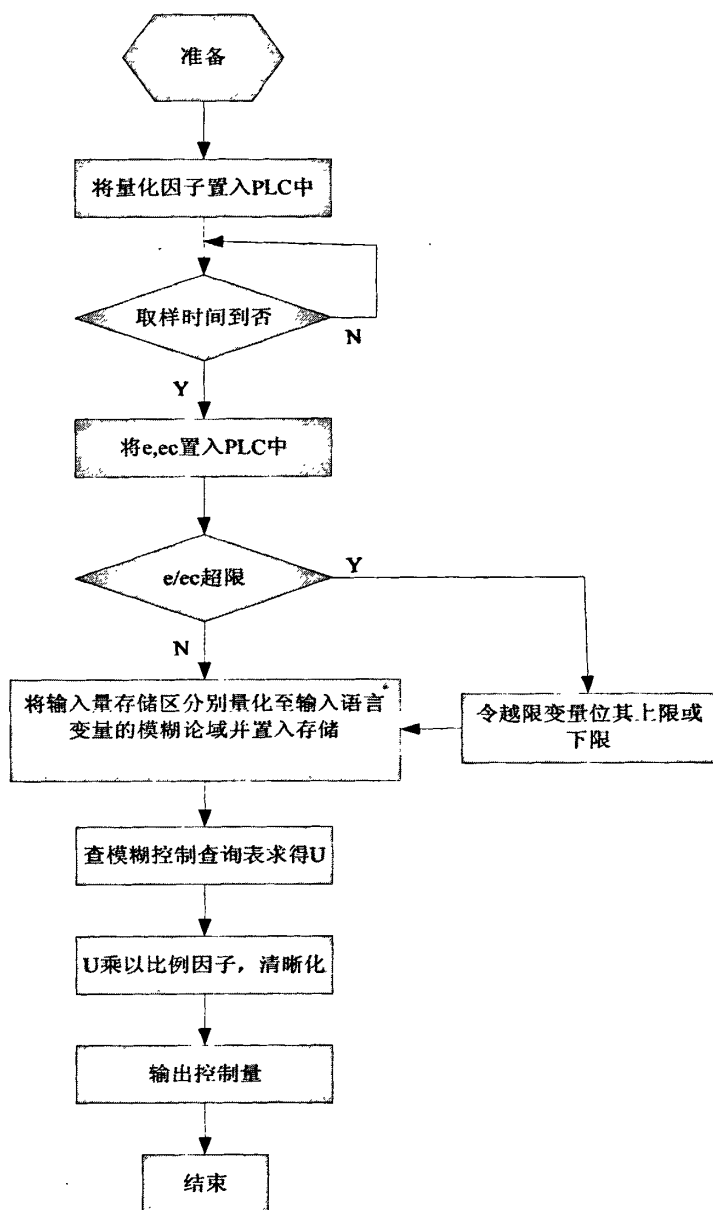 准备
将量化因子置入PLC中
取样时间到否
N
Y
将e,ec置入PLC中
e/ec超限
Y
N
将输入量存储区分别量化至输入语言
变量的模糊论域并置入存储
令越限变量位其上限或
下限
查模糊控制查询表求得U
U乘以比例因子，清晰化
输出控制量
结束